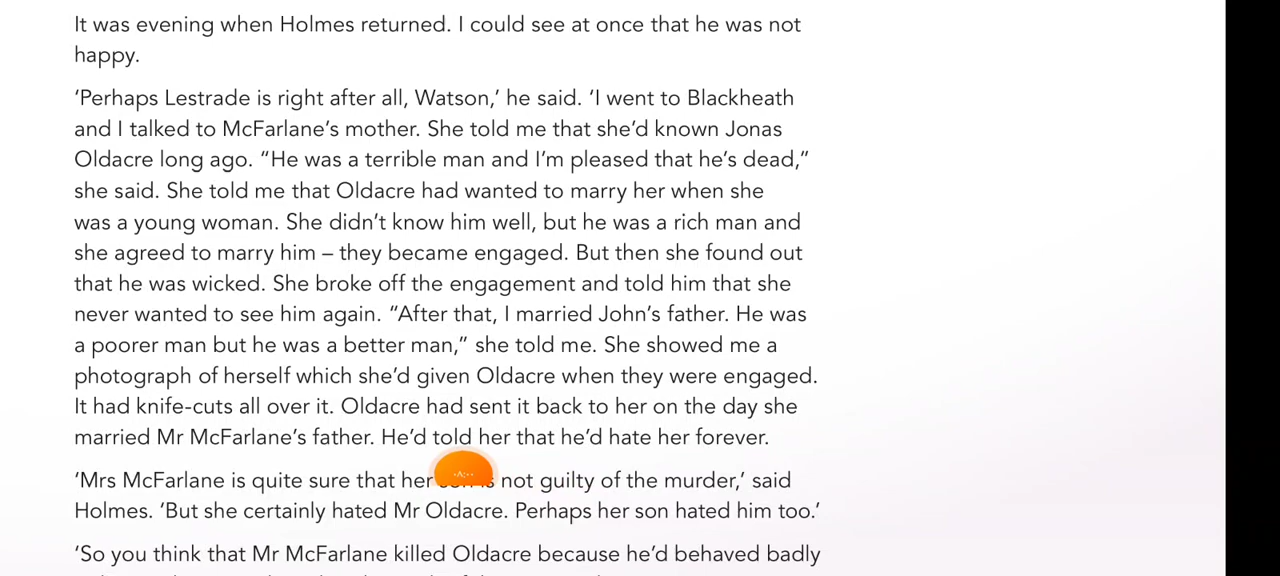 It was evening when Holmes returned. I could see at once that he was not
happy.
‘Perhaps Lestrade is right after all, Watson,’ he said. ‘I went to Blackheath
and I talked to McFarlane’s mother. She told me that she’d known Jonas
Oldacre long ago. “He was a terrible man and I’m pleased that he’s dead,”
she said. She told me that Oldacre had wanted to marry her when she
was a young woman. She didn’t know him well, but he was a rich man and
she agreed to marry him – they became engaged. But then she found out
that he was wicked. She broke off the engagement and told him that she
never wanted to see him again. “After that, I married John’s father. He was
a poorer man but he was a better man,” she told me. She showed me a
photograph of herself which she’d given Oldacre when they were engaged.
It had knife-cuts all over it. Oldacre had sent it back to her on the day she
married Mr McFarlane’s father. He’d told her that he’d hate her forever.
‘Mrs McFarlane is quite sure that her not guilty of the murder,’ said
Holmes. ‘But she certainly hated Mr Oldacre. Perhaps her son hated him too.’
‘So you think that Mr McFarlane killed Oldacre because he’d behaved badly